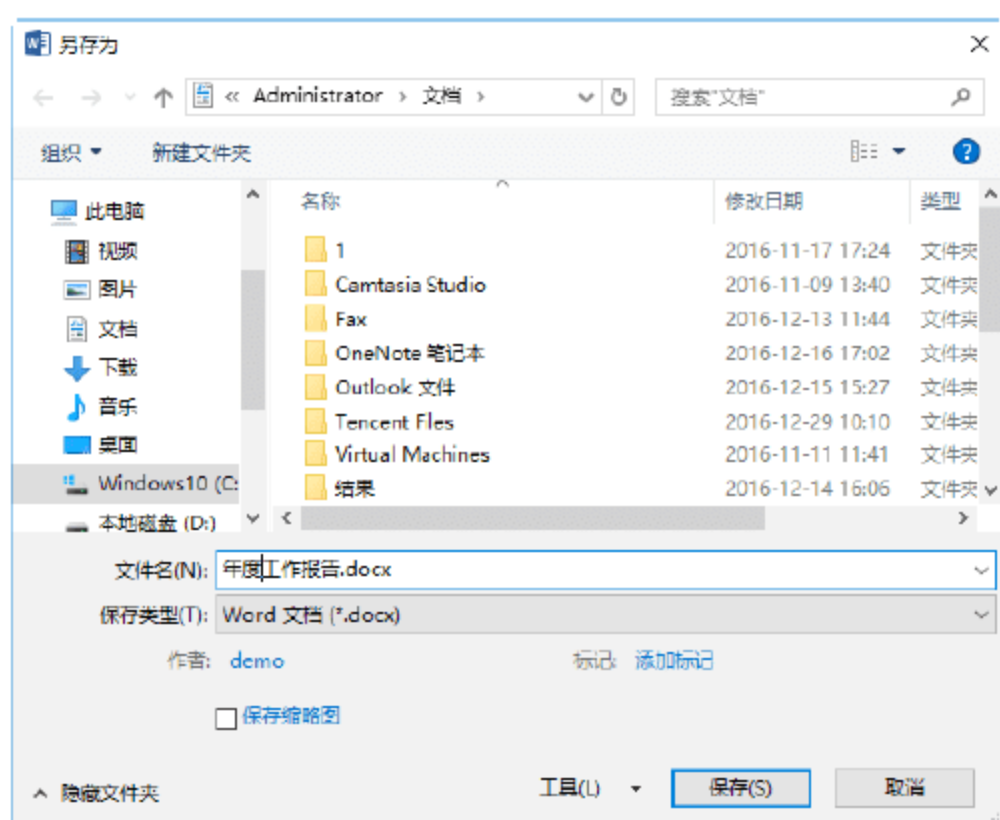 另存为
« Administrator › 文档 ›
搜索"文档"
组织
新建文件夹
?
此电脑
视频
图片
文档
下载
音乐
桌面
Windows10 (C:
本地磁盘 (D:)
名称 修改日期 类型
1 2016-11-17 17:24 文件夹
Camtasia Studio 2016-11-09 13:40 文件夹
Fax 2016-12-13 11:44 文件夹
OneNote 笔记本 2016-12-16 17:02 文件夹
Outlook 文件 2016-12-15 15:27 文件夹
Tencent Files 2016-12-29 10:10 文件夹
Virtual Machines 2016-11-11 11:41 文件夹
结果 2016-12-14 16:06 文件夹
文件名(N): 年度工作报告.docx
保存类型(T): Word 文档 (*.docx)
作者: demo 标记: 添加标记
保存缩略图
隐藏文件夹
工具(L) 保存(S) 取消